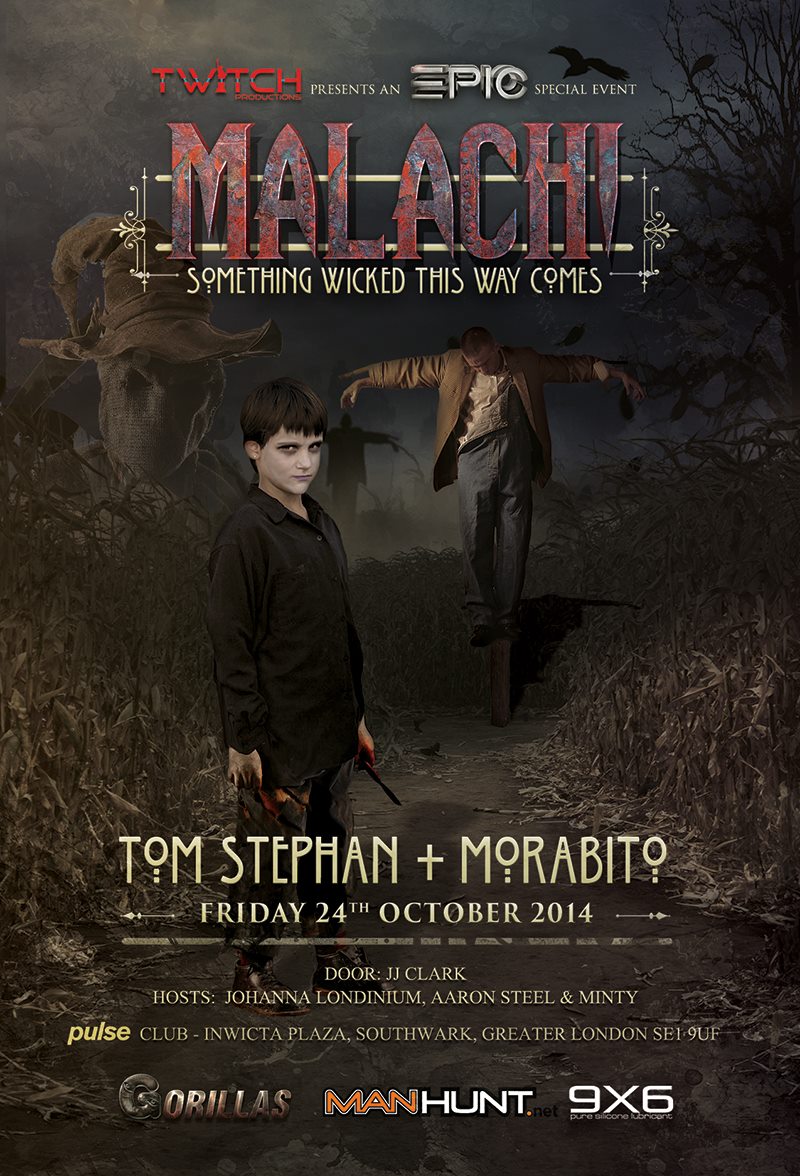 TWITCH PRODUCTIONS PRESENTS AN EPIC SPECIAL EVENT
MALACHI
SOMETHING WICKED THIS WAY COMES
TOM STEPHAN + MORABITO
FRIDAY 24TH OCTOBER 2014
DOOR: JJ CLARK
HOSTS: JOHANNA LONDINIUM, AARON STEEL & MINTY
pulse CLUB - INWICTA PLAZA, SOUTHWARK, GREATER LONDON SE1 9UF
GORILLAS MANHUNT.net 9X6
pure silicone lubricant